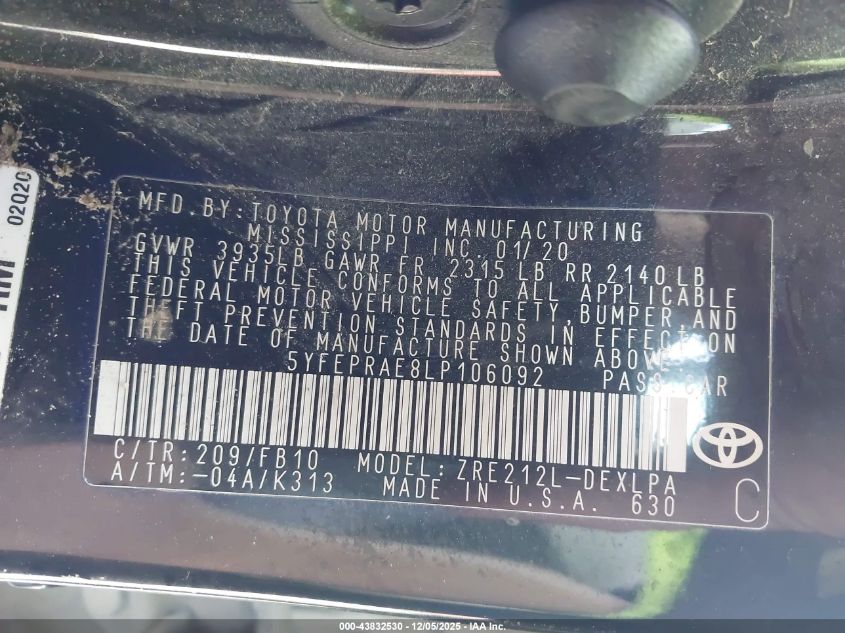 02Q20
MFD. BY: TOYOTA MOTOR MANUFACTURING
MISSISSIPPI INC. 01/20
GVWR 3935LB GAWR FR 2315 LB RR 2140LB
THIS VEHICLE CONFORMS TO ALL APPLICABLE
FEDERAL MOTOR VEHICLE SAFETY, BUMPER AND
THEFT PREVENTION STANDARDS IN EFFECT ON
THE DATE OF MANUFACTURE SHOWN ABOVE.
5YFEPRAE8LP106092 PASS. CAR
C/TR: 209/FB10 MODEL: ZRE212L-DEXLPA
A/TM: -04A/K313 MADE IN U.S.A. 630
C
000-43832530 - 12/05/2025 - IAA, Inc.